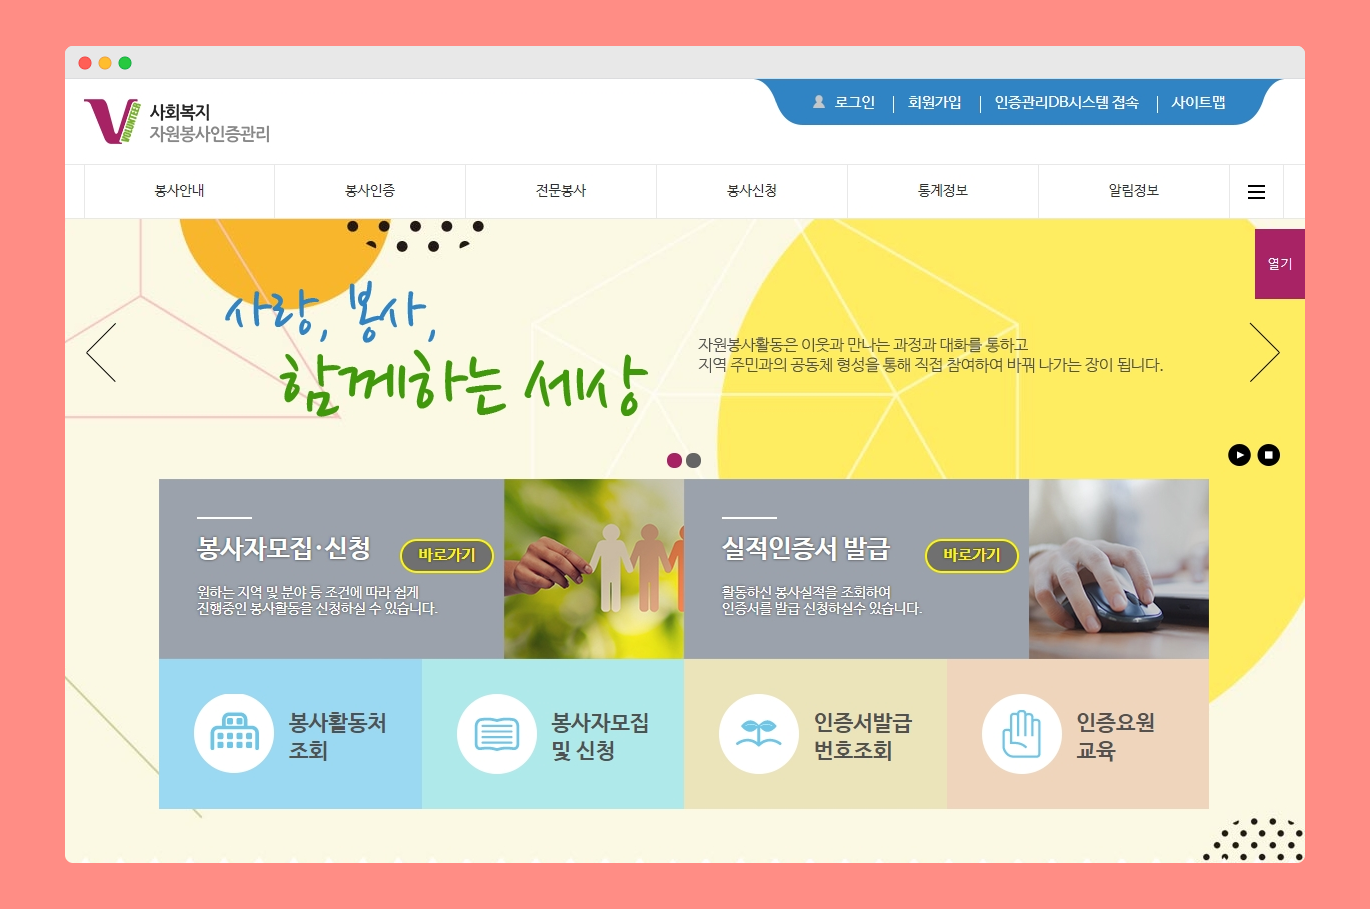 VOLUNTEER
사회복지
자원봉사인증관리
로그인
회원가입
인증관리DB시스템 접속
사이트맵
봉사안내
봉사인증
전문봉사
봉사신청
통계정보
알림정보
열기
사랑, 봉사,
함께하는 세상
자원봉사활동은 이웃과 만나는 과정과 대화를 통하고
지역 주민과의 공동체 형성을 통해 직접 참여하여 바꿔 나가는 장이 됩니다.
봉사자모집·신청
바로가기
원하는 지역 및 분야 등 조건에 따라 쉽게
진행중인 봉사활동을 신청하실 수 있습니다.
실적인증서 발급
바로가기
활동하신 봉사실적을 조회하여
인증서를 발급 신청하실수 있습니다.
봉사활동처
조회
봉사자모집
및 신청
인증서발급
번호조회
인증요원
교육